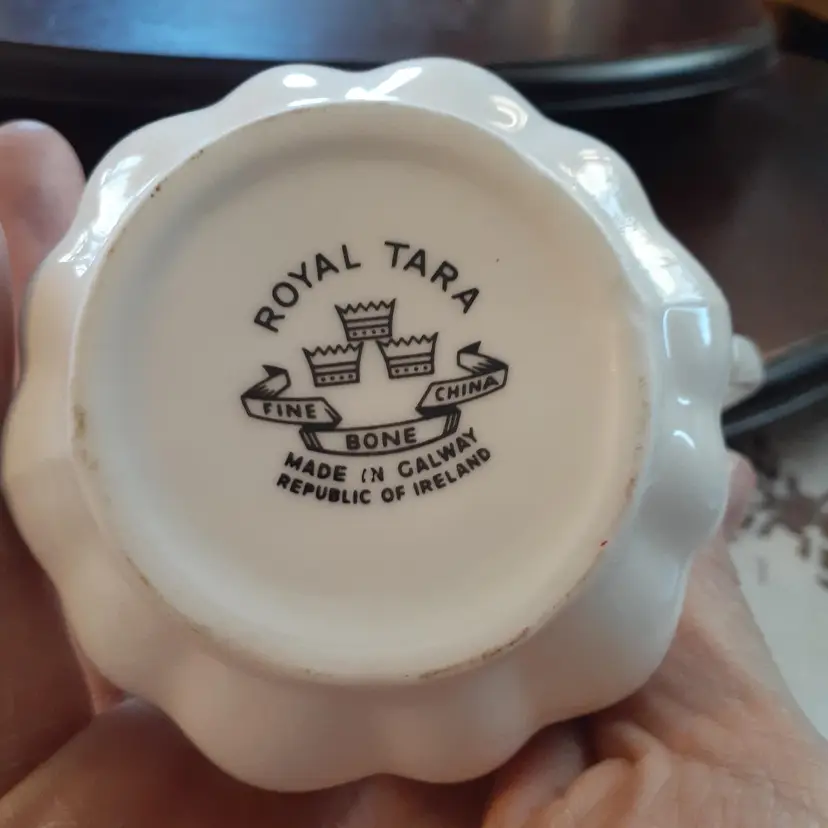 ROYAL TARA
FINE BONE CHINA
MADE IN GALWAY
REPUBLIC OF IRELAND